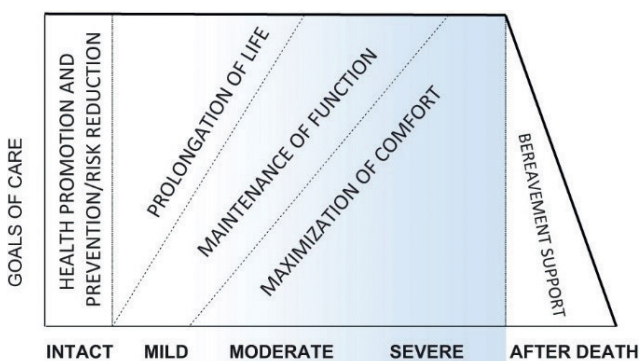 GOALS OF CARE
HEALTH PROMOTION AND
PREVENTION/RISK REDUCTION
PROLONGATION OF LIFE
MAINTENANCE OF FUNCTION
MAXIMIZATION OF COMFORT
BEREAVEMENT SUPPORT
INTACT MILD MODERATE SEVERE AFTER DEATH